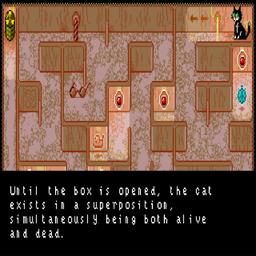 Until the box is opened, the cat
exists in a superposition,
simultaneously being both alive
and dead.